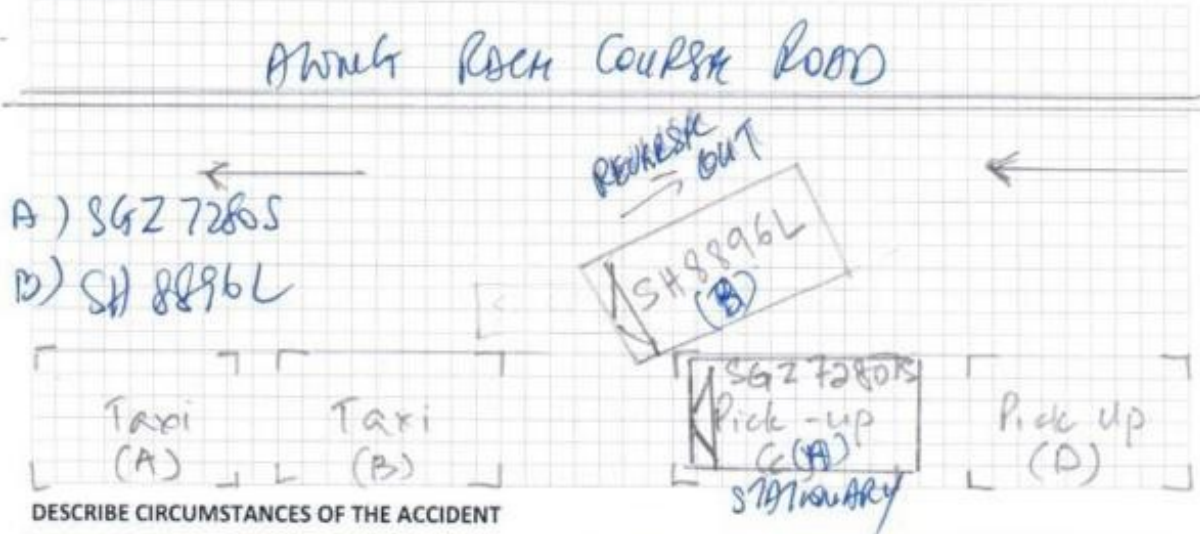 ALONG RACE COURSE ROAD
REVERSE
OUT
A) SGZ 7280S
B) SH 8896L
SH8896L
(B)
SGZ 7280S
Taxi
(A)
Taxi
(B)
Pick-up
C (A)
Pick Up
(D)
STATIONARY
DESCRIBE CIRCUMSTANCES OF THE ACCIDENT